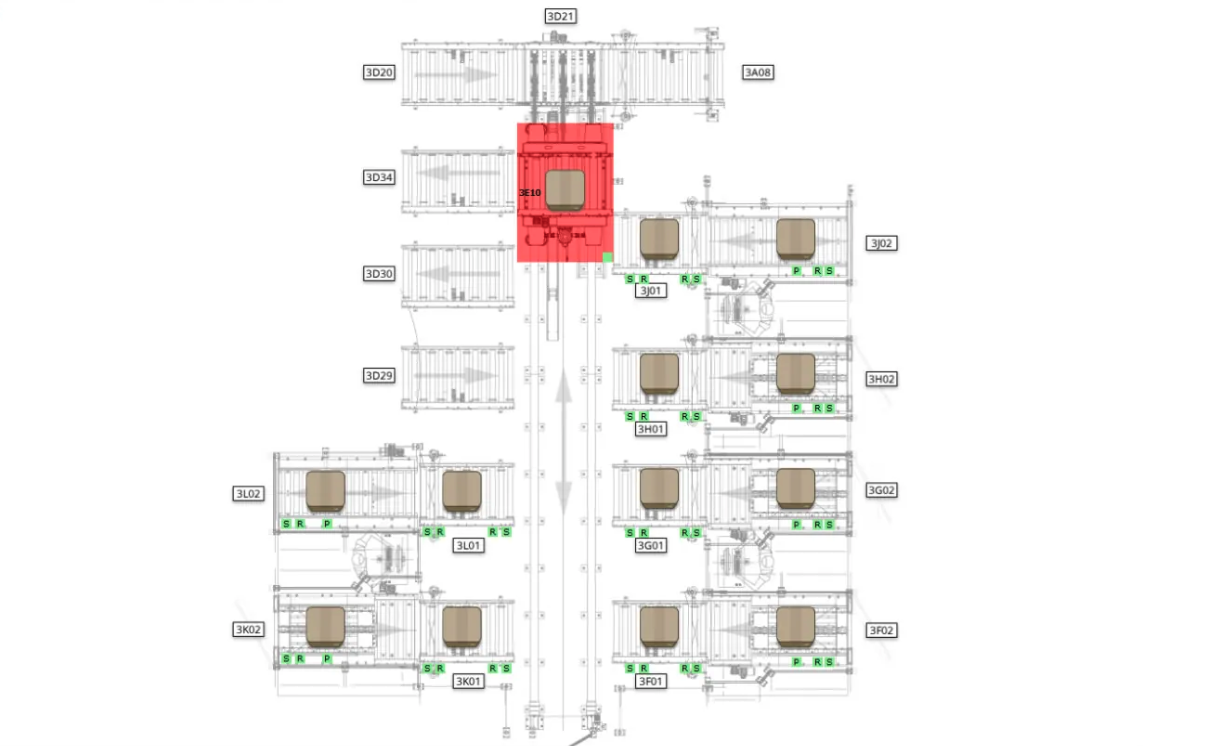 3D21
3D20
3A08
3D34
3E10
3J02
P R S
S R R S
3J01
3D30
3D29
3H02
P R S
S R R S
3H01
3L02
3G02
S R P
P R S
S R R S
S R R S
3L01
3G01
3K02
3F02
S R P
P R S
S R R S
S R R S
3K01
3F01